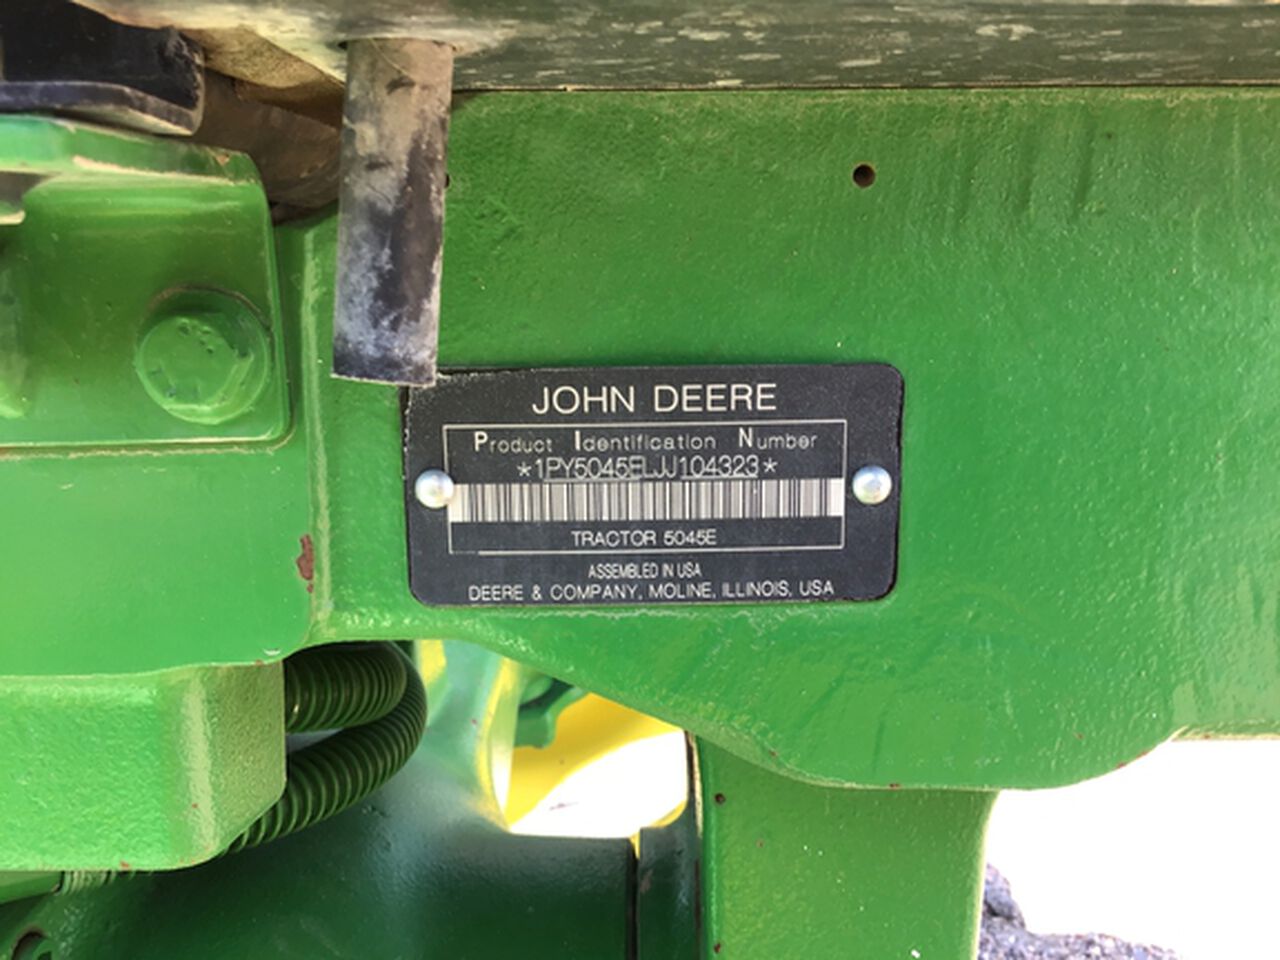 JOHN DEERE
Product Identification Number
*1PY5045ELJJ104323*
TRACTOR 5045E
ASSEMBLED IN USA
DEERE & COMPANY, MOLINE, ILLINOIS, USA